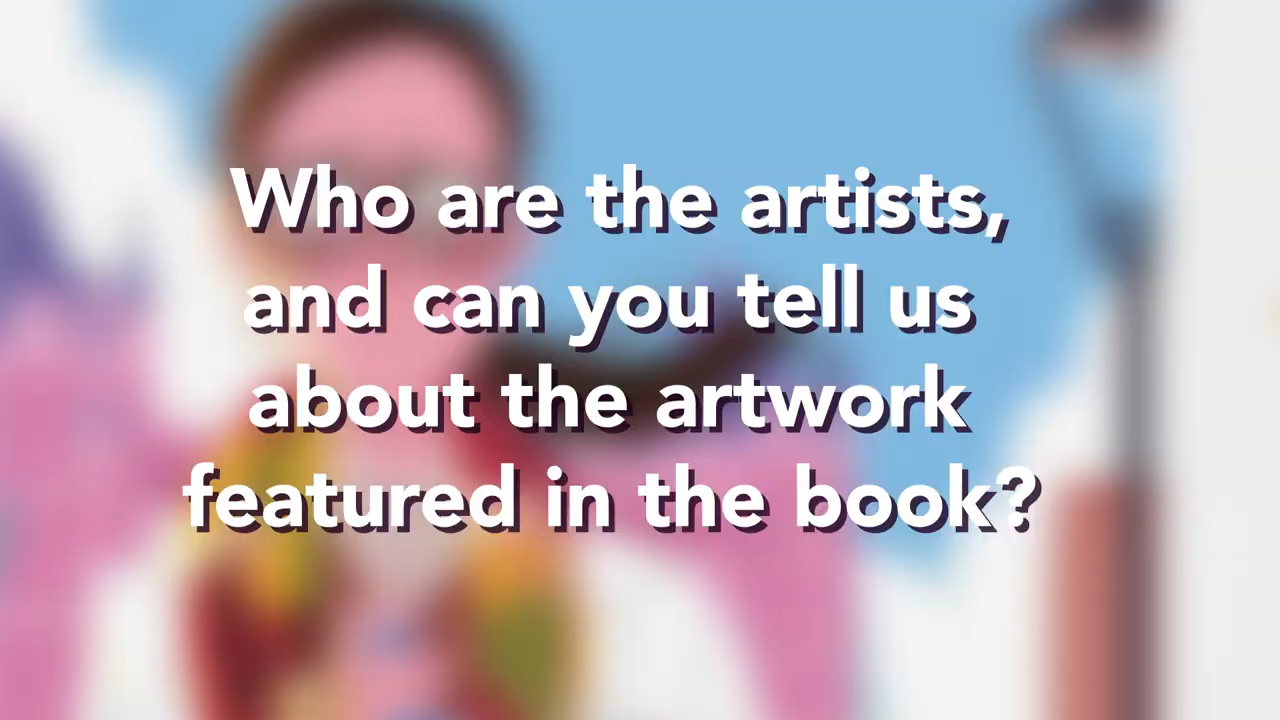 Who are the artists,
and can you tell us
about the artwork
featured in the book?